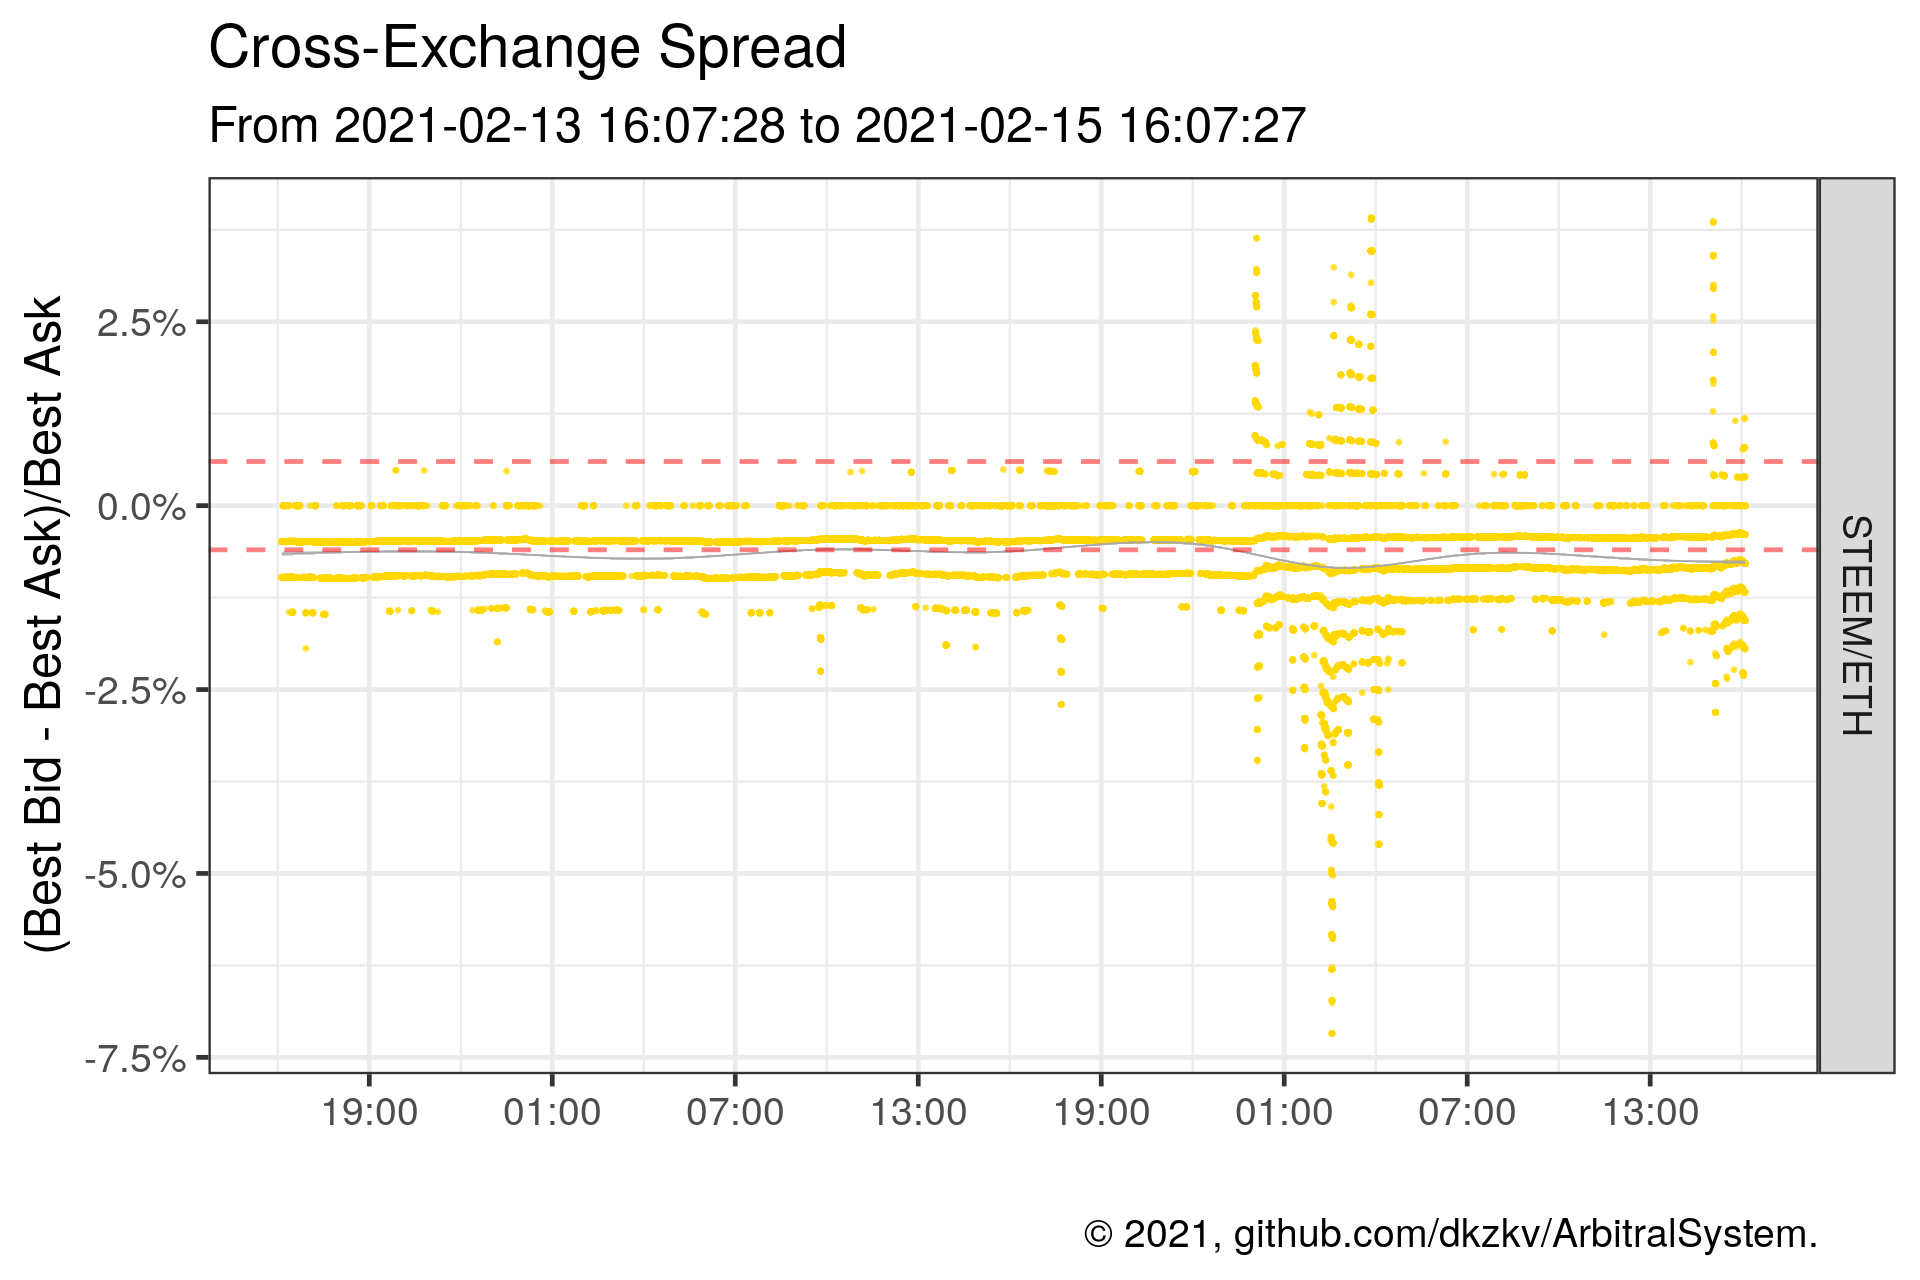 Cross-Exchange Spread
From 2021-02-13 16:07:28 to 2021-02-15 16:07:27
(Best Bid - Best Ask)/Best Ask
2.5%
0.0%
-2.5%
-5.0%
-7.5%
STEEM/ETH
19:00 01:00 07:00 13:00 19:00 01:00 07:00 13:00
© 2021, github.com/dkzkv/ArbitralSystem.